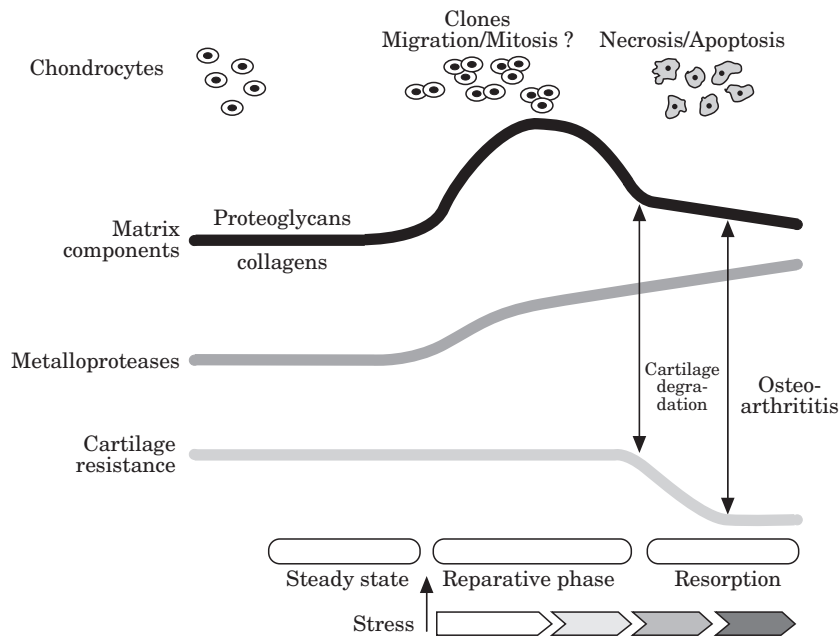 Clones
Migration/Mitosis ?
Necrosis/Apoptosis
Chondrocytes
Proteoglycans
Matrix
components
collagens
Metalloproteases
Cartilage
degra-
dation
Osteo-
arthrititis
Cartilage
resistance
Steady state
Reparative phase
Resorption
Stress